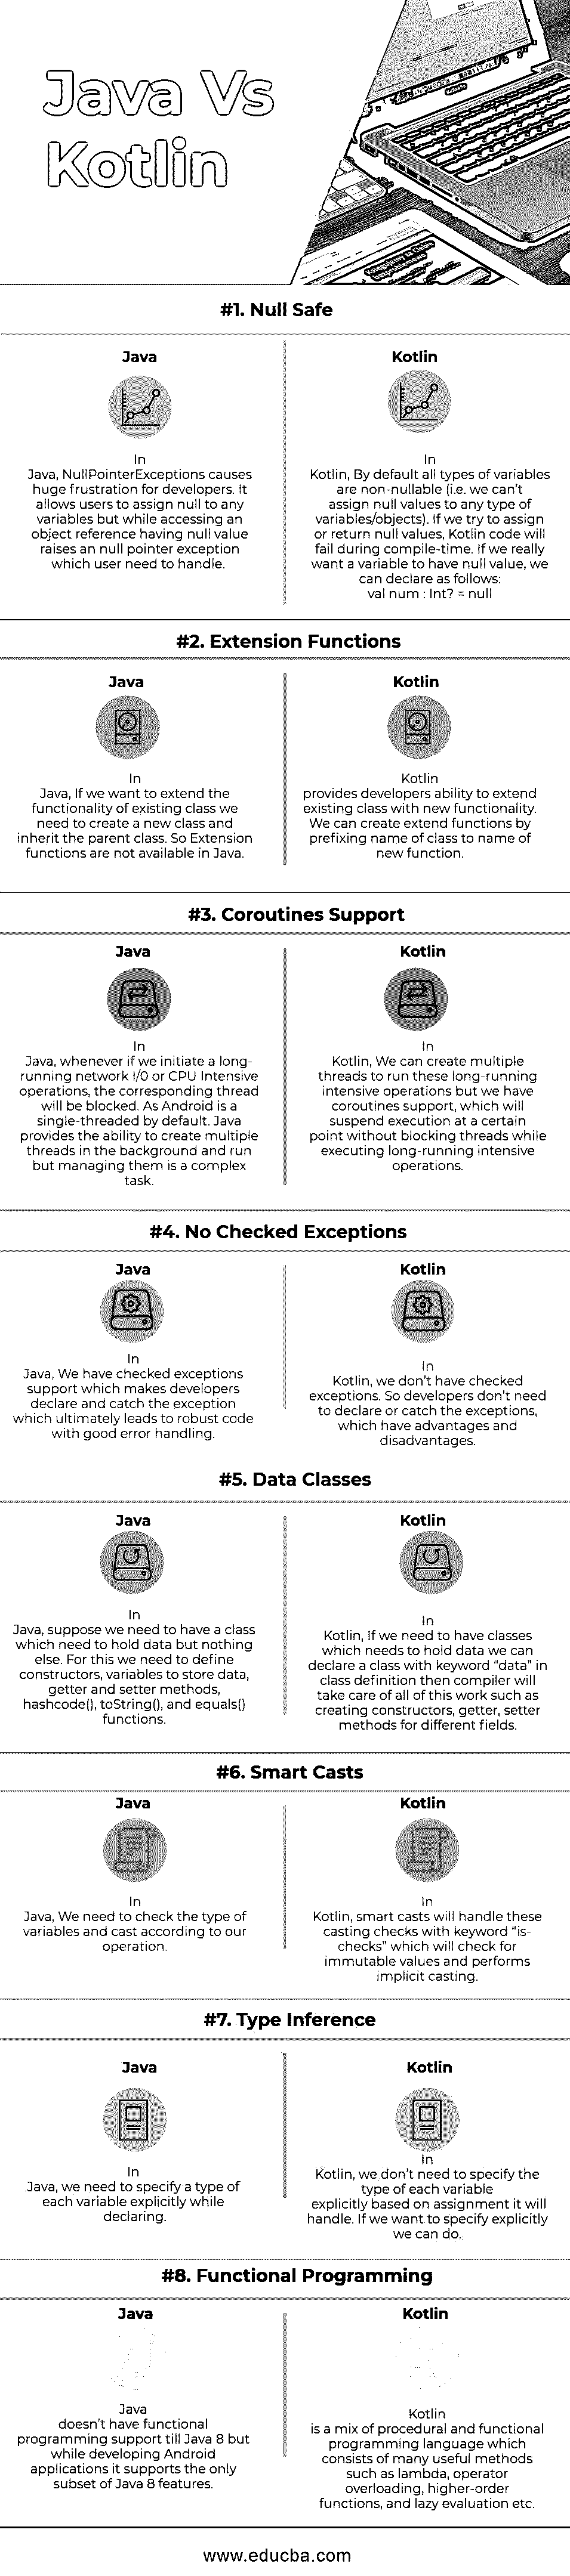 Java Vs
Kotlin
#1. Null Safe
Java
In
Java, NullPointerExceptions causes
huge frustration for developers. It
allows users to assign null to any
variables but while accessing an
object reference having null value
raises an null pointer exception
which user need to handle.
Kotlin
In
Kotlin, By default all types of variables
are non-nullable (i.e. we can't
assign null values to any type of
variables/objects). If we try to assign
or return null values, Kotlin code will
fail during compile-time. If we really
want a variable to have null value, we
can declare as follows:
val num : Int? = null
#2. Extension Functions
Java
In
Java, If we want to extend the
functionality of existing class we
need to create a new class and
inherit the parent class. So Extension
functions are not available in Java.
Kotlin
Kotlin
provides developers ability to extend
existing class with new functionality.
We can create extend functions by
prefixing name of class to name of
new function.
#3. Coroutines Support
Java
In
Java, whenever if we initiate a long-
running network I/0 or CPU Intensive
operations, the corresponding thread
will be blocked. As Android is a
single-threaded by default. Java
provides the ability to create multiple
threads in the background and run
but managing them is a complex
task.
Kotlin
In
Kotlin, We can create multiple
threads to run these long-running
intensive operations but we have
coroutines support, which will
suspend execution at a certain
point without blocking threads while
executing long-running intensive
operations.
#4. No Checked Exceptions
Java
In
Java, We have checked exceptions
support which makes developers
declare and catch the exception
which ultimately leads to robust code
with good error handling.
Kotlin
In
Kotlin, we don't have checked
exceptions. So developers don't need
to declare or catch the exceptions,
which have advantages and
disadvantages.
#5. Data Classes
Java
In
Java, suppose we need to have a class
which need to hold data but nothing
else. For this we need to define
constructors, variables to store data,
getter and setter methods,
hashcode(), toString(), and equals()
functions.
Kotlin
In
Kotlin, If we need to have classes
which needs to hold data we can
declare a class with keyword "data" in
class definition then compiler will
take care of all of this work such as
creating constructors, getter, setter
methods for different fields.
#6. Smart Casts
Java
In
Java, We need to check the type of
variables and cast according to our
operation.
Kotlin
In
Kotlin, smart casts will handle these
casting checks with keyword "is-
checks" which will check for
immutable values and performs
implicit casting.
#7. Type Inference
Java
In
Java, we need to specify a type of
each variable explicitly while
declaring.
Kotlin
In
Kotlin, we don't need to specify the
type of each variable
explicitly based on assignment it will
handle. If we want to specify explicitly
we can do.
#8. Functional Programming
Java
Java
doesn't have functional
programming support till Java 8 but
while developing Android
applications it supports the only
subset of Java 8 features.
Kotlin
Kotlin
is a mix of procedural and functional
programming language which
consists of many useful methods
such as lambda, operator
overloading, higher-order
functions, and lazy evaluation etc.
www.educba.com